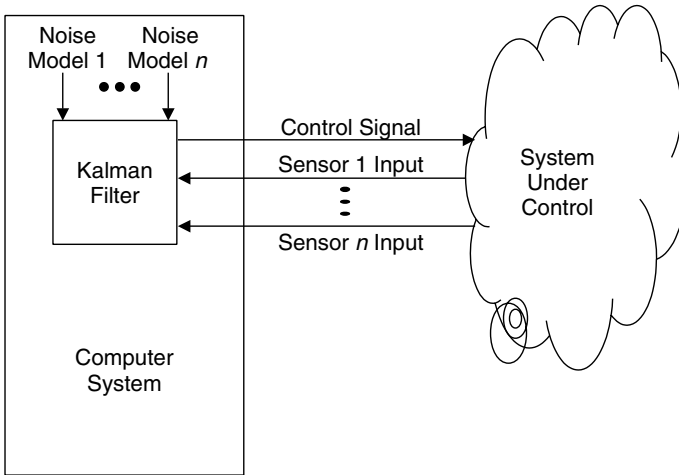 Noise
Model 1
Noise
Model n
Kalman
Filter
Control Signal
Sensor 1 Input
Sensor n Input
System
Under
Control
Computer
System